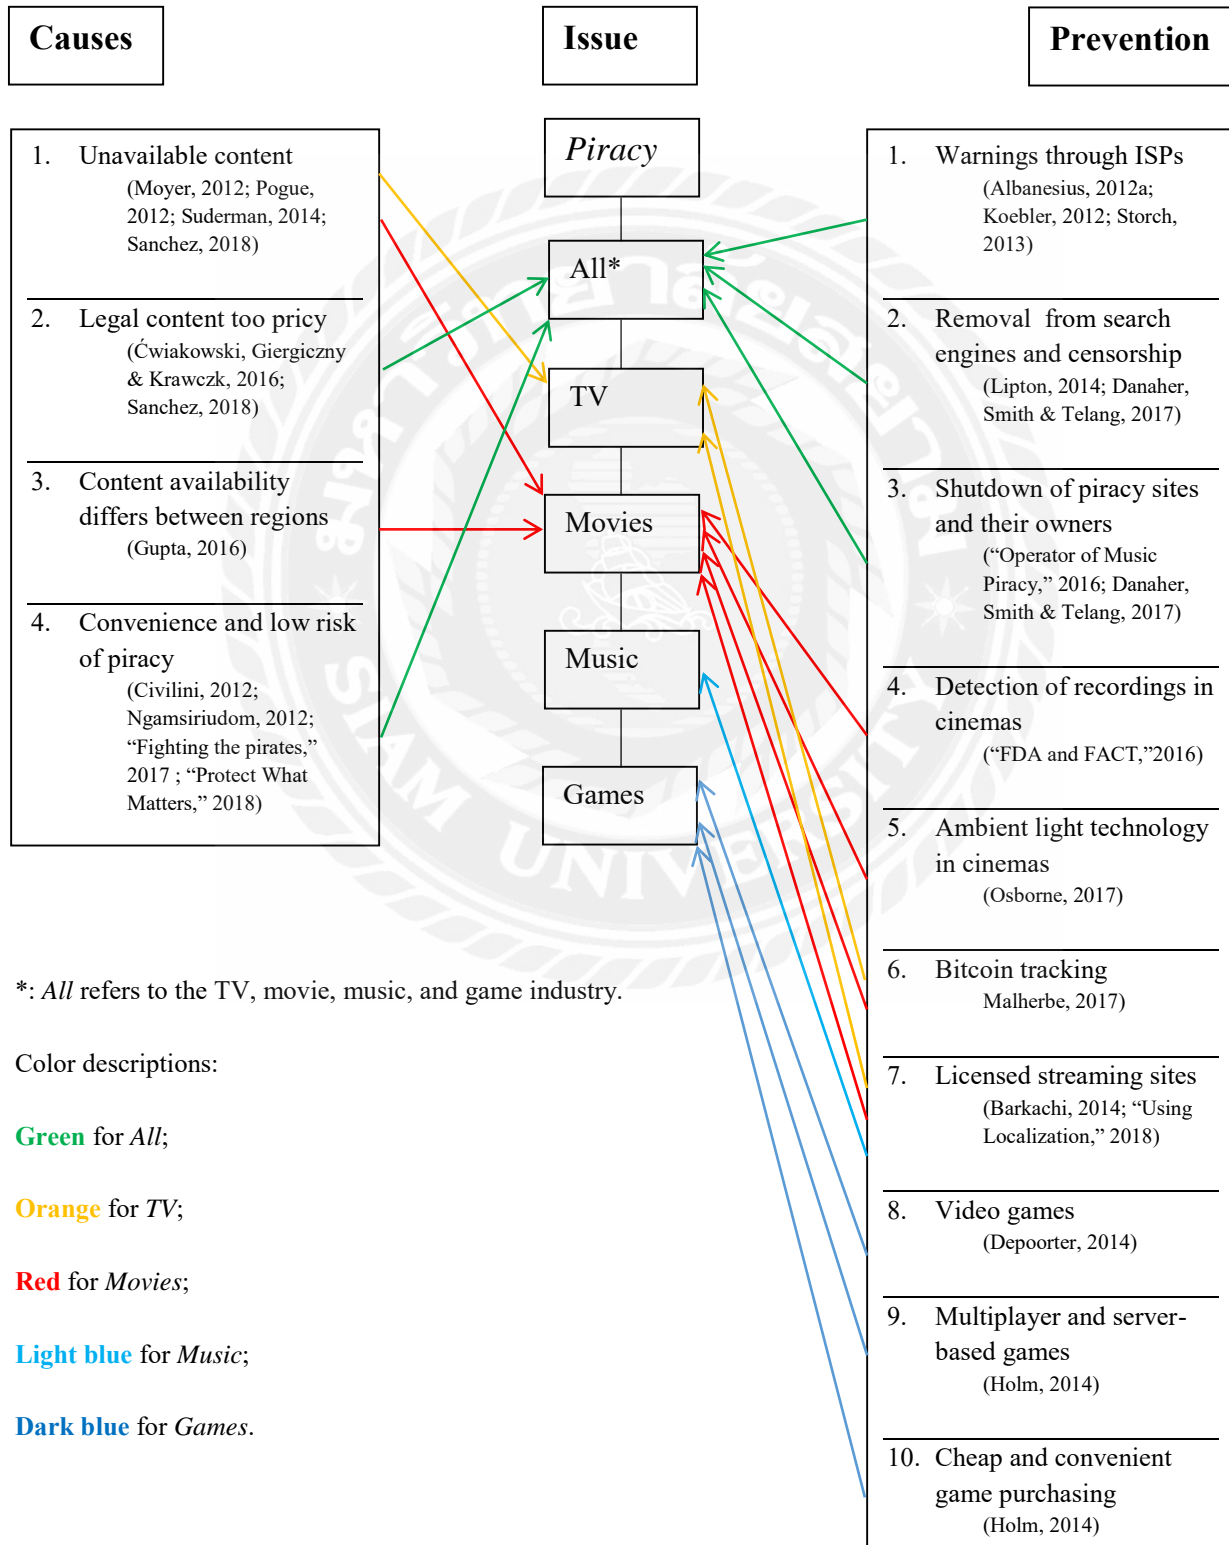 Causes
Issue
Prevention
1. Unavailable content
(Moyer, 2012; Pogue,
2012; Suderman, 2014;
Sanchez, 2018)
2. Legal content too pricy
(Ćwiakowski, Giergiczny
& Krawczk, 2016;
Sanchez, 2018)
3. Content availability
differs between regions
(Gupta, 2016)
4. Convenience and low risk
of piracy
(Civilini, 2012;
Ngamsiriudom, 2012;
“Fighting the pirates,”
2017 ; “Protect What
Matters,” 2018)
Piracy
All*
TV
Movies
Music
Games
1. Warnings through ISPs
(Albanesius, 2012a;
Koebler, 2012; Storch,
2013)
2. Removal from search
engines and censorship
(Lipton, 2014; Danaher,
Smith & Telang, 2017)
3. Shutdown of piracy sites
and their owners
(“Operator of Music
Piracy,” 2016; Danaher,
Smith & Telang, 2017)
4. Detection of recordings in
cinemas
(“FDA and FACT,”2016)
5. Ambient light technology
in cinemas
(Osborne, 2017)
6. Bitcoin tracking
Malherbe, 2017)
7. Licensed streaming sites
(Barkachi, 2014; “Using
Localization,” 2018)
8. Video games
(Depoorter, 2014)
9. Multiplayer and server-
based games
(Holm, 2014)
10. Cheap and convenient
game purchasing
(Holm, 2014)
*: All refers to the TV, movie, music, and game industry.
Color descriptions:
Green for All;
Orange for TV;
Red for Movies;
Light blue for Music;
Dark blue for Games.
SIAM UNIVERSITY